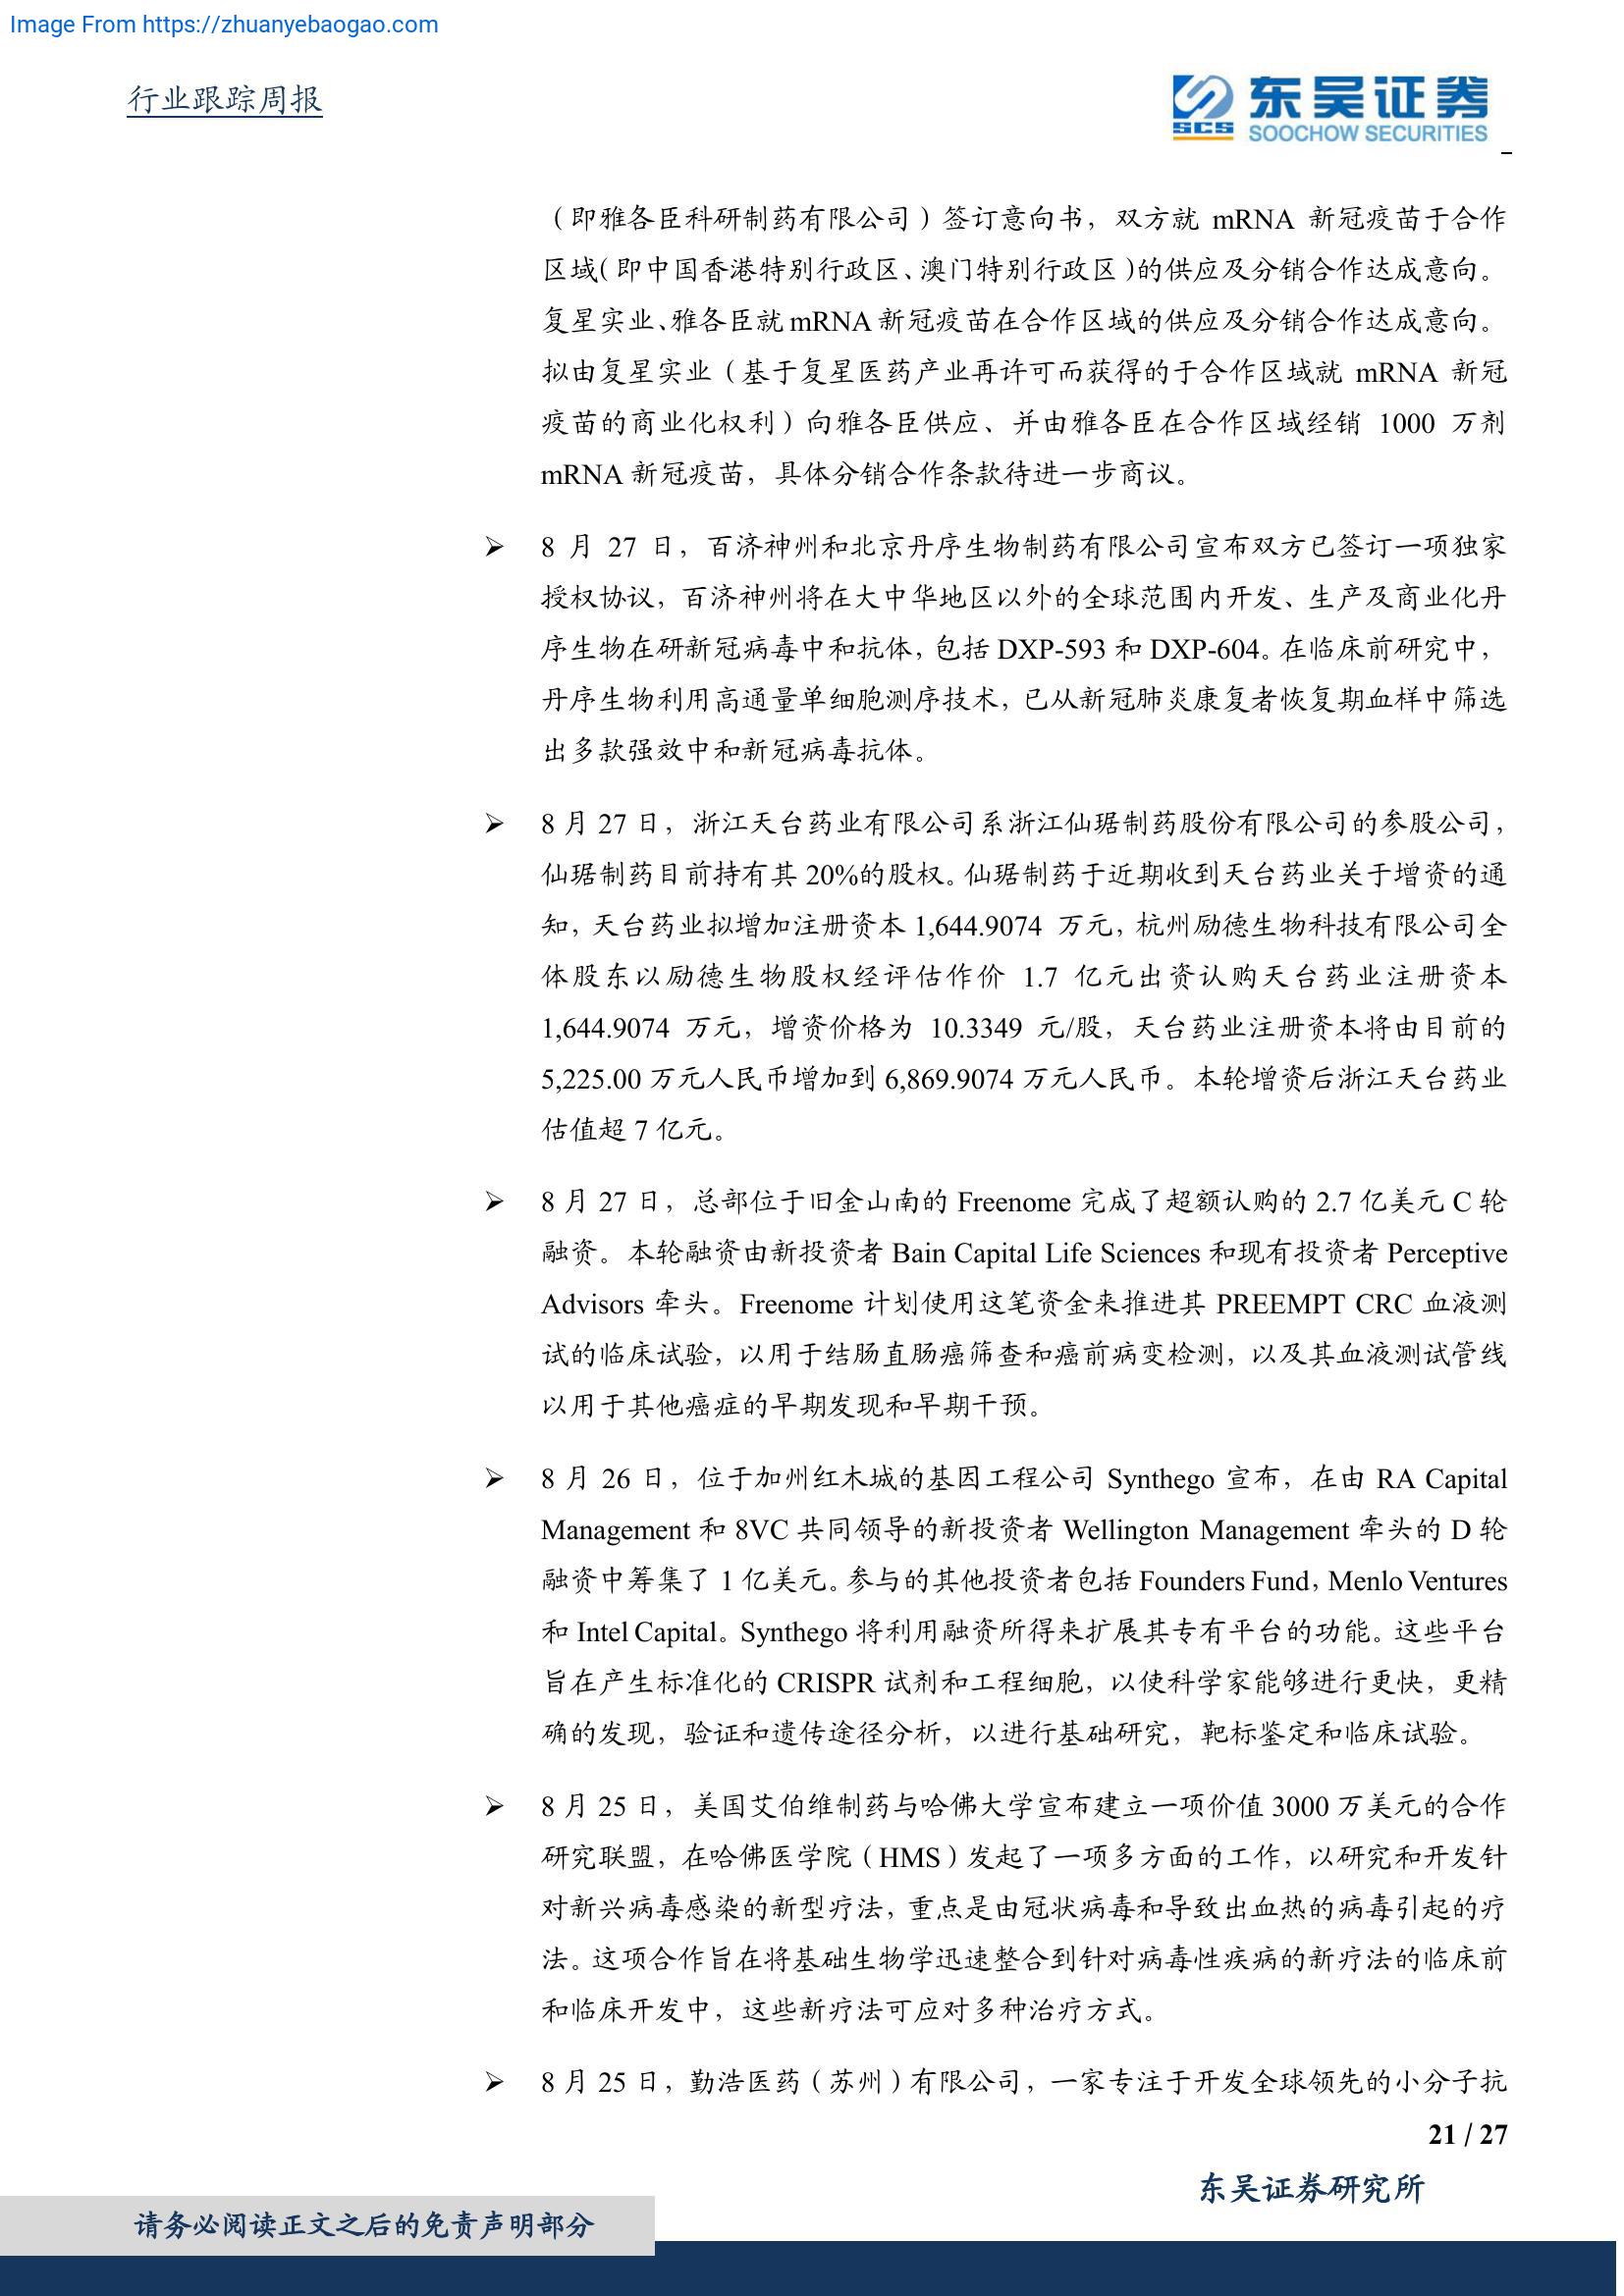 Image From https://zhuanyebaogao.com
行业跟踪周报
东吴证券
SCS
SOOCHOW SECURITIES
（即雅各臣科研制药有限公司）签订意向书，双方就 mRNA 新冠疫苗于合作
区域（即中国香港特别行政区、澳门特别行政区）的供应及分销合作达成意向。
复星实业、雅各臣就 mRNA 新冠疫苗在合作区域的供应及分销合作达成意向。
拟由复星实业（基于复星医药产业再许可而获得的于合作区域就 mRNA 新冠
疫苗的商业化权利）向雅各臣供应、并由雅各臣在合作区域经销 1000 万剂
mRNA 新冠疫苗，具体分销合作条款待进一步商议。
➢ 8 月 27 日，百济神州和北京丹序生物制药有限公司宣布双方已签订一项独家
授权协议，百济神州将在大中华地区以外的全球范围内开发、生产及商业化丹
序生物在研新冠病毒中和抗体，包括 DXP-593 和 DXP-604。在临床前研究中，
丹序生物利用高通量单细胞测序技术，已从新冠肺炎康复者恢复期血样中筛选
出多款强效中和新冠病毒抗体。
➢ 8 月 27 日，浙江天台药业有限公司系浙江仙琚制药股份有限公司的参股公司，
仙琚制药目前持有其 20%的股权。仙琚制药于近期收到天台药业关于增资的通
知，天台药业拟增加注册资本 1,644.9074 万元，杭州励德生物科技有限公司全
体股东以励德生物股权经评估作价 1.7 亿元出资认购天台药业注册资本
1,644.9074 万元，增资价格为 10.3349 元/股，天台药业注册资本将由目前的
5,225.00 万元人民币增加到 6,869.9074 万元人民币。本轮增资后浙江天台药业
估值超 7 亿元。
➢ 8 月 27 日，总部位于旧金山南的 Freenome 完成了超额认购的 2.7 亿美元 C 轮
融资。本轮融资由新投资者 Bain Capital Life Sciences 和现有投资者 Perceptive
Advisors 牵头。Freenome 计划使用这笔资金来推进其 PREEMPT CRC 血液测
试的临床试验，以用于结肠直肠癌筛查和癌前病变检测，以及其血液测试管线
以用于其他癌症的早期发现和早期干预。
➢ 8 月 26 日，位于加州红木城的基因工程公司 Synthego 宣布，在由 RA Capital
Management 和 8VC 共同领导的新投资者 Wellington Management 牵头的 D 轮
融资中筹集了 1 亿美元。参与的其他投资者包括 Founders Fund，Menlo Ventures
和 Intel Capital。Synthego 将利用融资所得来扩展其专有平台的功能。这些平台
旨在产生标准化的 CRISPR 试剂和工程细胞，以使科学家能够进行更快，更精
确的发现，验证和遗传途径分析，以进行基础研究，靶标鉴定和临床试验。
➢ 8 月 25 日，美国艾伯维制药与哈佛大学宣布建立一项价值 3000 万美元的合作
研究联盟，在哈佛医学院（HMS）发起了一项多方面的工作，以研究和开发针
对新兴病毒感染的新型疗法，重点是由冠状病毒和导致出血热的病毒引起的疗
法。这项合作旨在将基础生物学迅速整合到针对病毒性疾病的新疗法的临床前
和临床开发中，这些新疗法可应对多种治疗方式。
➢ 8 月 25 日，勤浩医药（苏州）有限公司，一家专注于开发全球领先的小分子抗
21 / 27
东吴证券研究所
请务必阅读正文之后的免责声明部分